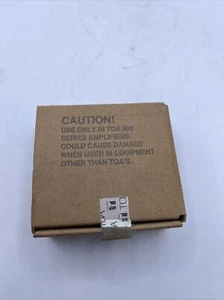 CAUTION!
USE ONLY IN TOA 900
SERIES AMPLIFIERS.
COULD CAUSE DAMAGE
WHEN USED IN EQUIPMENT
OTHER THAN TOA'S.